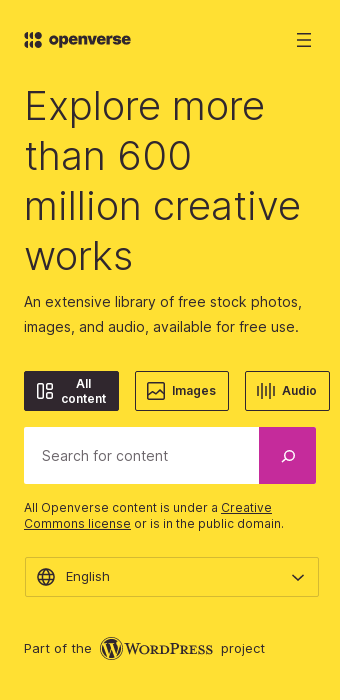 openverse
Explore more
than 600
million creative
works
An extensive library of free stock photos,
images, and audio, available for free use.
All
content
Images
Audio
Search for content
All Openverse content is under a Creative
Commons license or is in the public domain.
English
Part of the WORDPRESS project